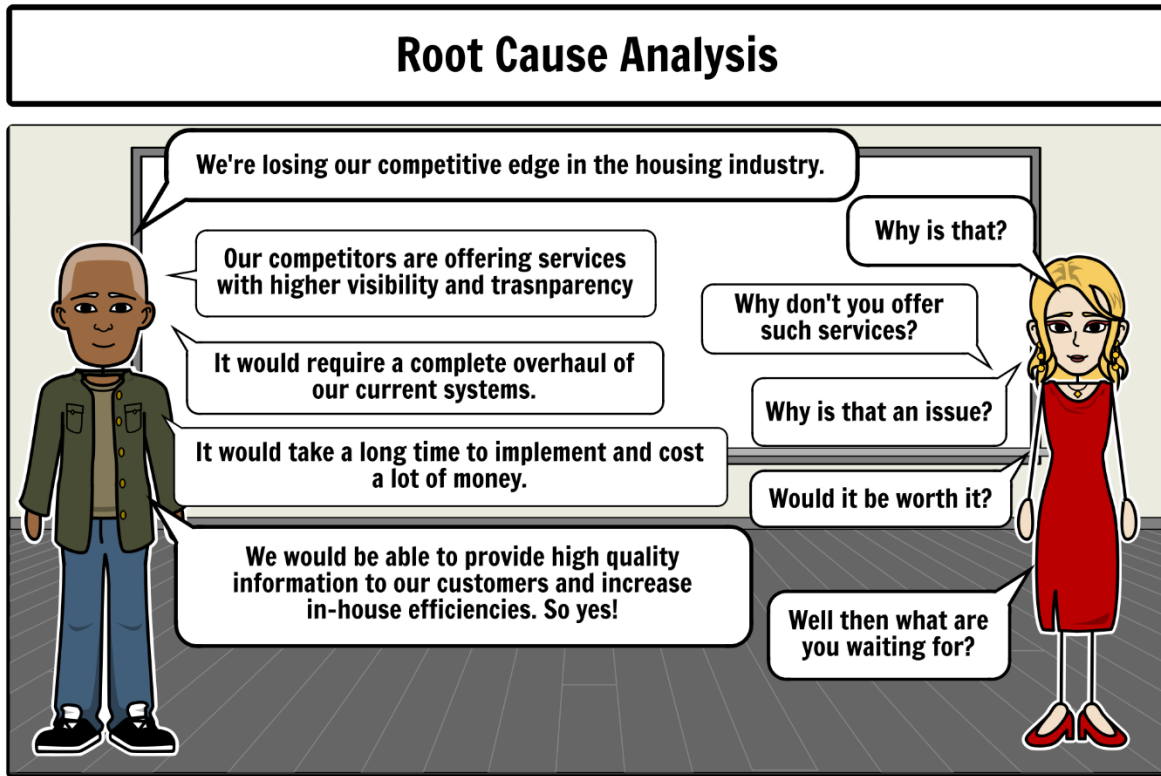 Root Cause Analysis
We're losing our competitive edge in the housing industry.
Why is that?
Our competitors are offering services
with higher visibility and trasnparency
Why don't you offer
such services?
It would require a complete overhaul of
our current systems.
Why is that an issue?
It would take a long time to implement and cost
a lot of money.
Would it be worth it?
We would be able to provide high quality
information to our customers and increase
in-house efficiencies. So yes!
Well then what are
you waiting for?